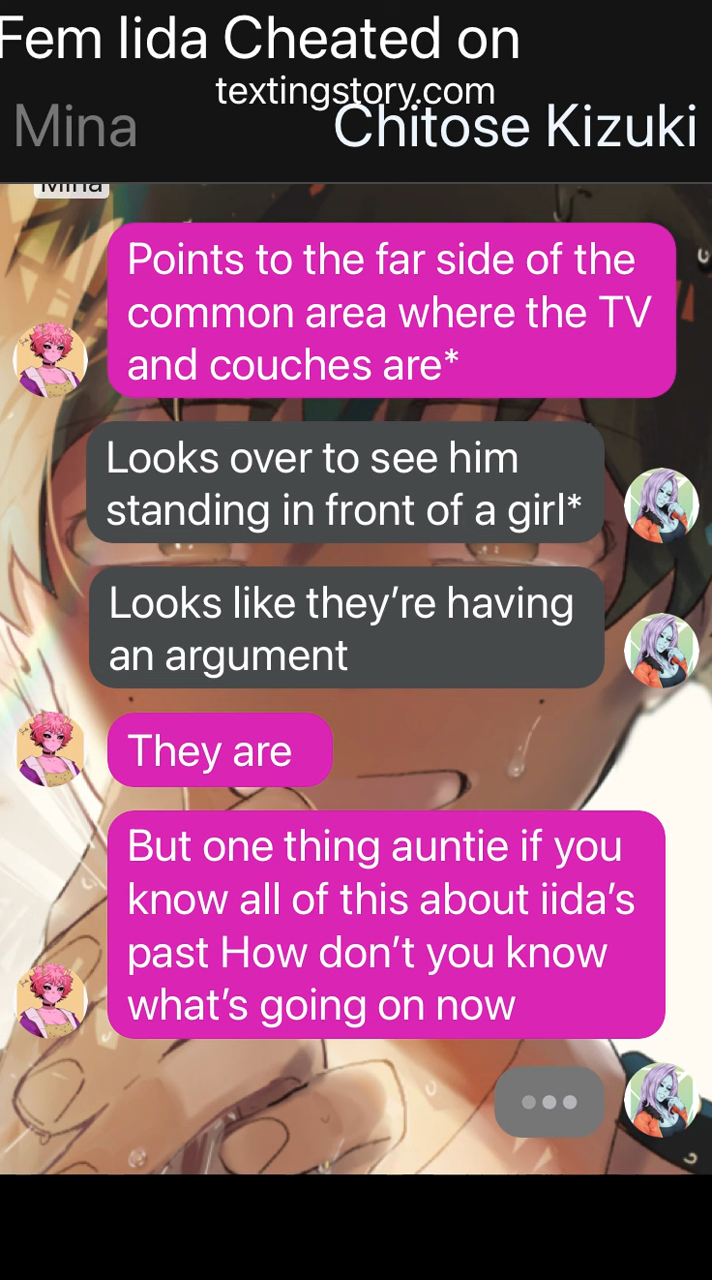 Fem Iida Cheated on
textingstory.com
Mina
Chitose Kizuki
Mina
Points to the far side of the
common area where the TV
and couches are*
Looks over to see him
standing in front of a girl*
Looks like they’re having
an argument
They are
But one thing auntie if you
know all of this about iida’s
past How don’t you know
what’s going on now